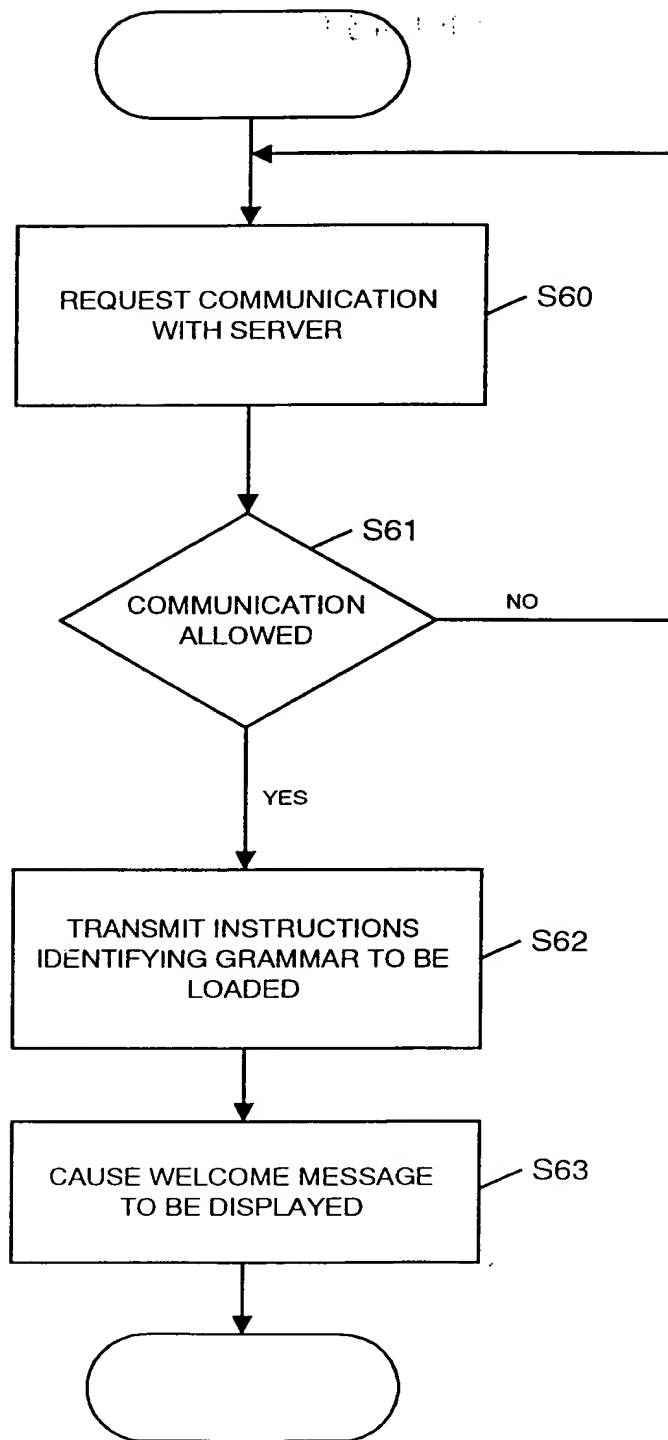 REQUEST COMMUNICATION
WITH SERVER
S60
S61
COMMUNICATION
ALLOWED
NO
YES
TRANSMIT INSTRUCTIONS
IDENTIFYING GRAMMAR TO BE
LOADED
S62
CAUSE WELCOME MESSAGE
TO BE DISPLAYED
S63